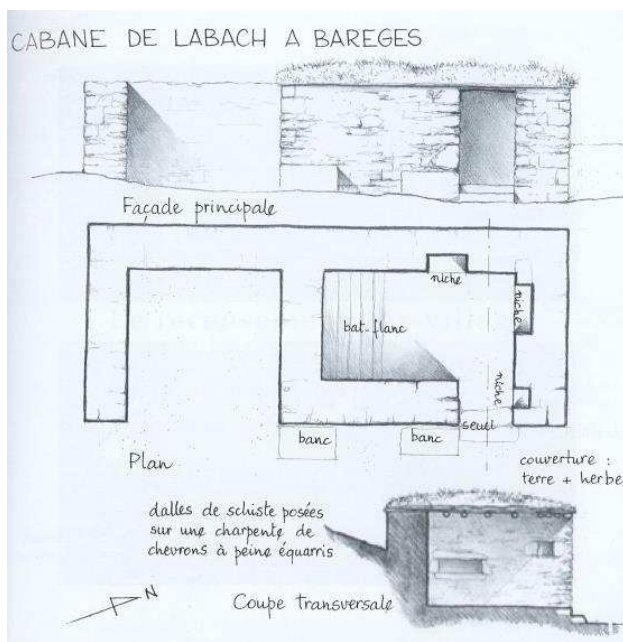 CABANE DE LABACH A BAREGES
Façade principale
niche
niche
bat-flanc
niche
seuil
banc
banc
Plan
couverture :
terre + herbe
dalles de schiste posées
sur une charpente de
chevrons à peine équarris
N
Coupe transversale